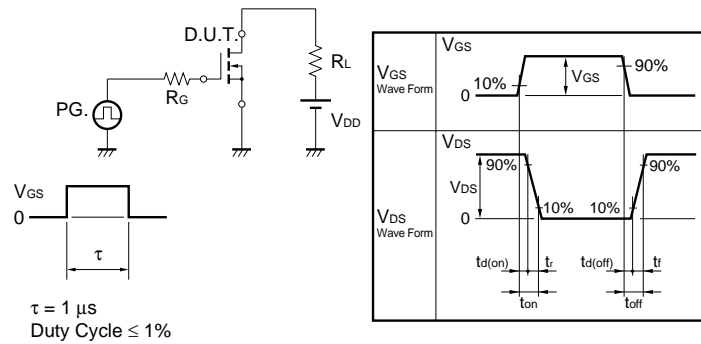 D.U.T.
RL
RG
PG.
VDD
VGS
0
τ
τ = 1 μs
Duty Cycle ≤ 1%
VGS
Wave Form
VGS
10%
VGS
90%
0
VDS
Wave Form
VDS
90%
90%
VDS
10%
10%
0
td(on)
tr
td(off)
tf
ton
toff